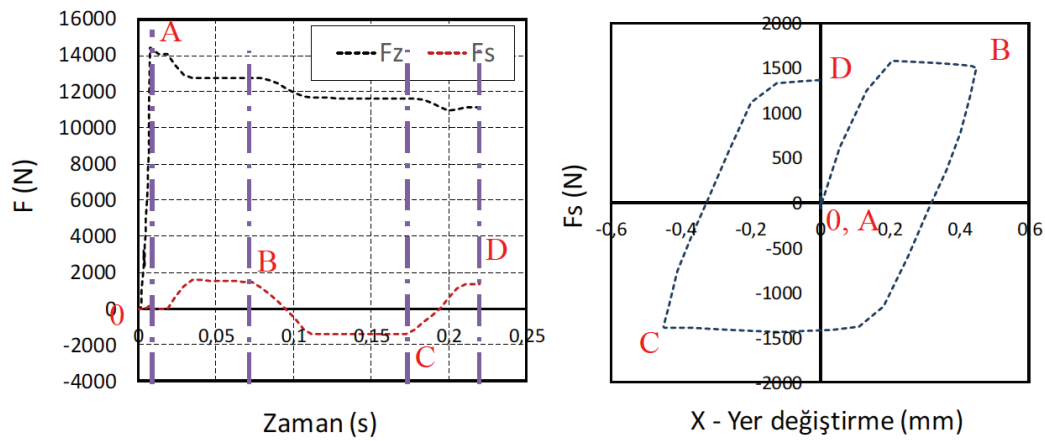 16000
14000
12000
10000
8000
6000
4000
2000
0
-2000
-4000
F (N)
0
0
0,05
0,1
0,15
0,2
0,25
Zaman (s)
A
B
C
D
Fz
Fs
2000
1500
1000
500
0
-500
-1000
-1500
-2000
Fs (N)
-0,6
-0,4
-0,2
0
0,2
0,4
0,6
X - Yer değiştirme (mm)
B
D
0, A
C